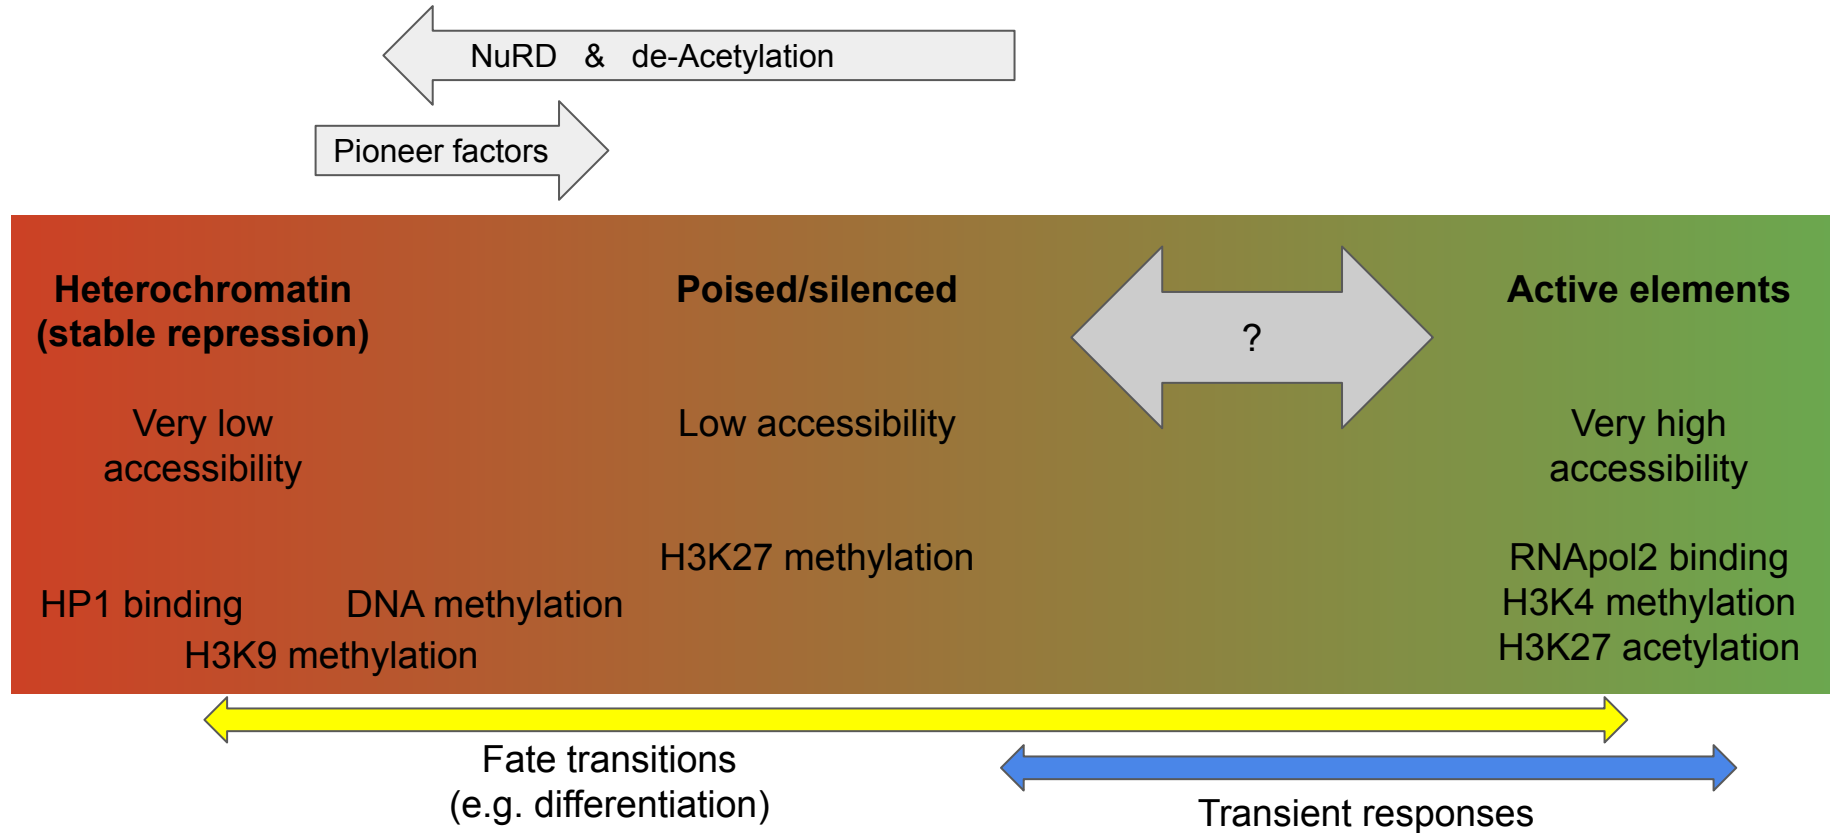 NuRD & de-Acetylation
Pioneer factors
Heterochromatin
(stable repression)
Poised/silenced
?
Active elements
Very low
accessibility
Low accessibility
Very high
accessibility
H3K27 methylation
RNApol2 binding
HP1 binding
DNA methylation
H3K4 methylation
H3K9 methylation
H3K27 acetylation
Fate transitions
(e.g. differentiation)
Transient responses